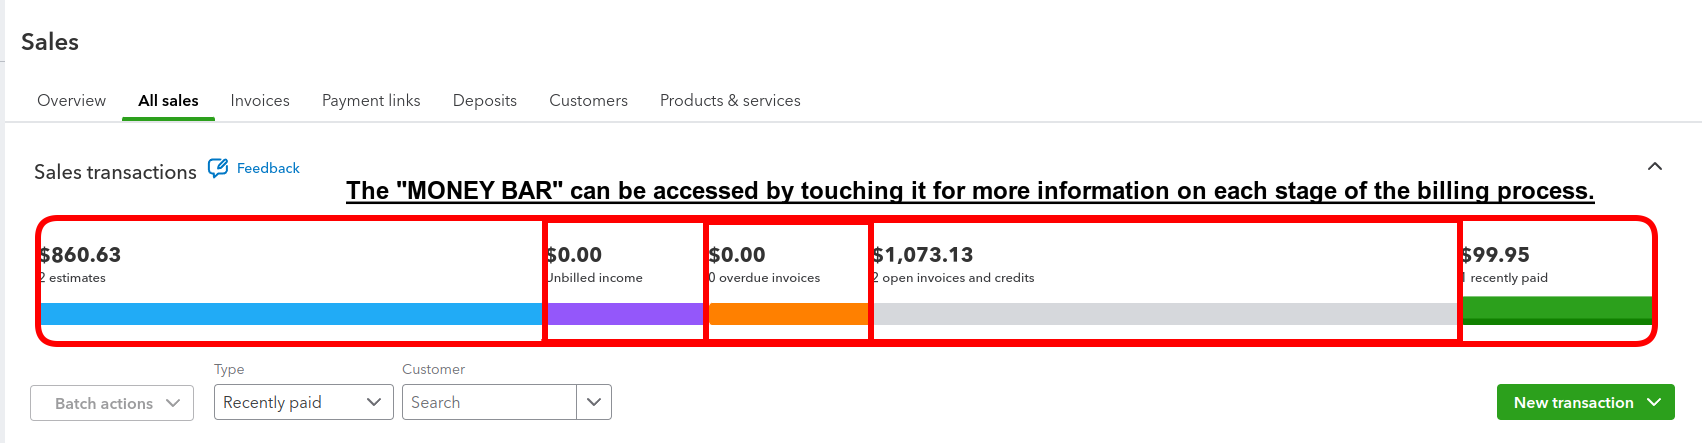 Sales
Overview All sales Invoices Payment links Deposits Customers Products & services
Sales transactions Feedback
The "MONEY BAR" can be accessed by touching it for more information on each stage of the billing process.
$860.63 $0.00 $0.00 $1,073.13 $99.95
2 estimates Unbilled income 0 overdue invoices 2 open invoices and credits 1 recently paid
Type Customer
Batch actions Recently paid Search New transaction